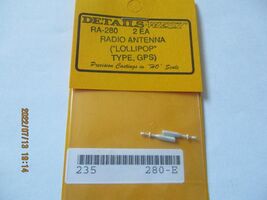 DETAILS WEST
RA-280 2 EA
RADIO ANTENNA
("LOLLIPOP"
TYPE, GPS)
Precision Castings in "HO" Scale
235 280-E
2022/07/13 18:14